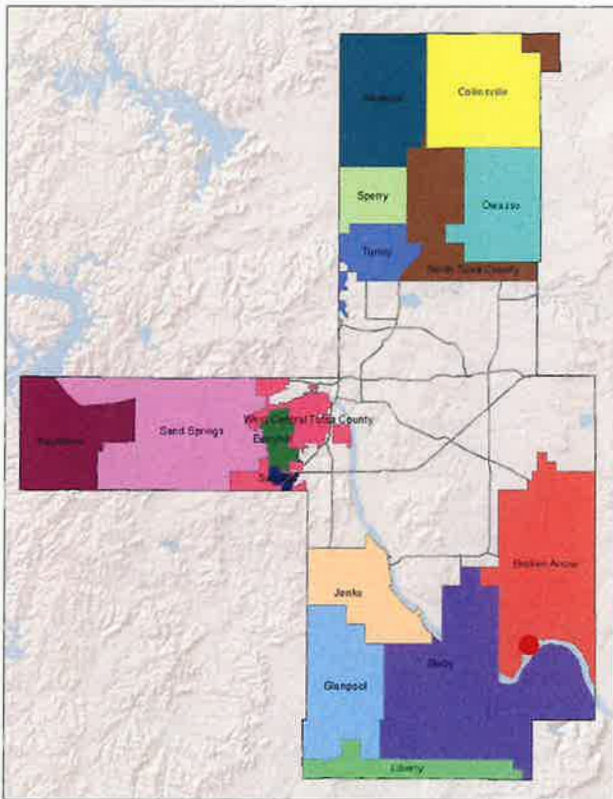 Collinsville
Sperry
Owasso
Turley
North Tulsa County
West Central Tulsa County
Sand Springs
Keystone
Broken Arrow
Jenks
Bixby
Glenpool
Liberty